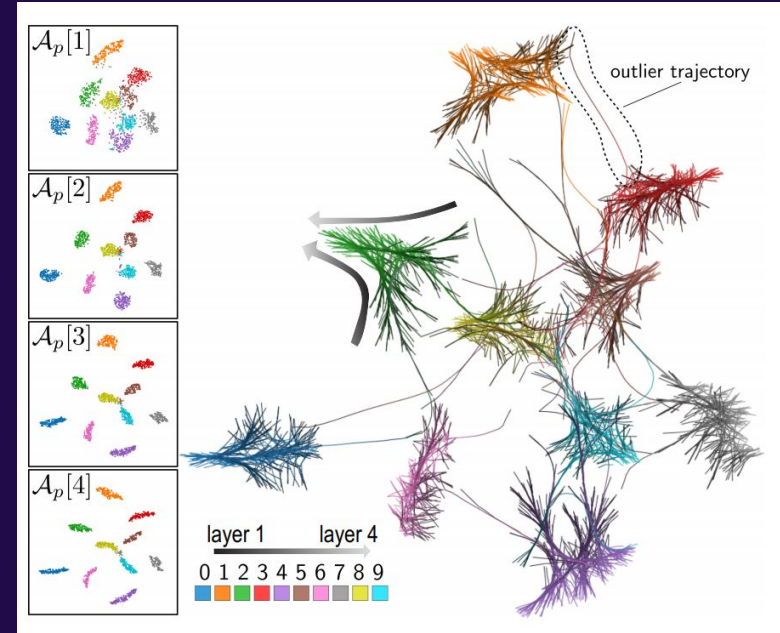 𝒜ₚ[1]
outlier trajectory
𝒜ₚ[2]
𝒜ₚ[3]
𝒜ₚ[4]
layer 1 layer 4
0 1 2 3 4 5 6 7 8 9